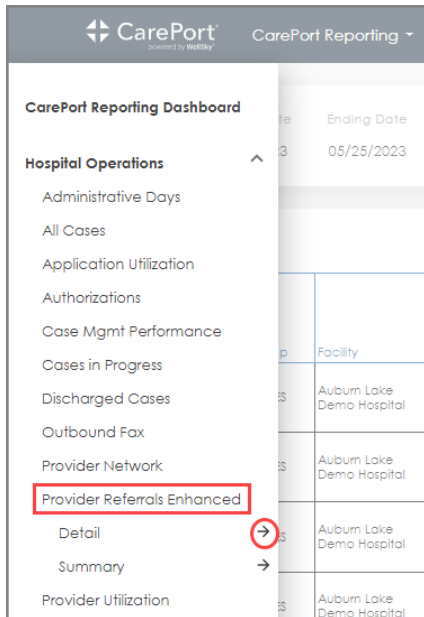 CarePort
powered by WellSky
CarePort Reporting
CarePort Reporting Dashboard
Ending Date
05/25/2023
Hospital Operations
Administrative Days
All Cases
Application Utilization
Authorizations
Case Mgmt Performance
Cases in Progress
Facility
Discharged Cases
Auburn Lake
Demo Hospital
Outbound Fax
Provider Network
Auburn Lake
Demo Hospital
Provider Referrals Enhanced
Detail
Auburn Lake
Demo Hospital
Summary
Provider Utilization
Auburn Lake
Demo Hospital